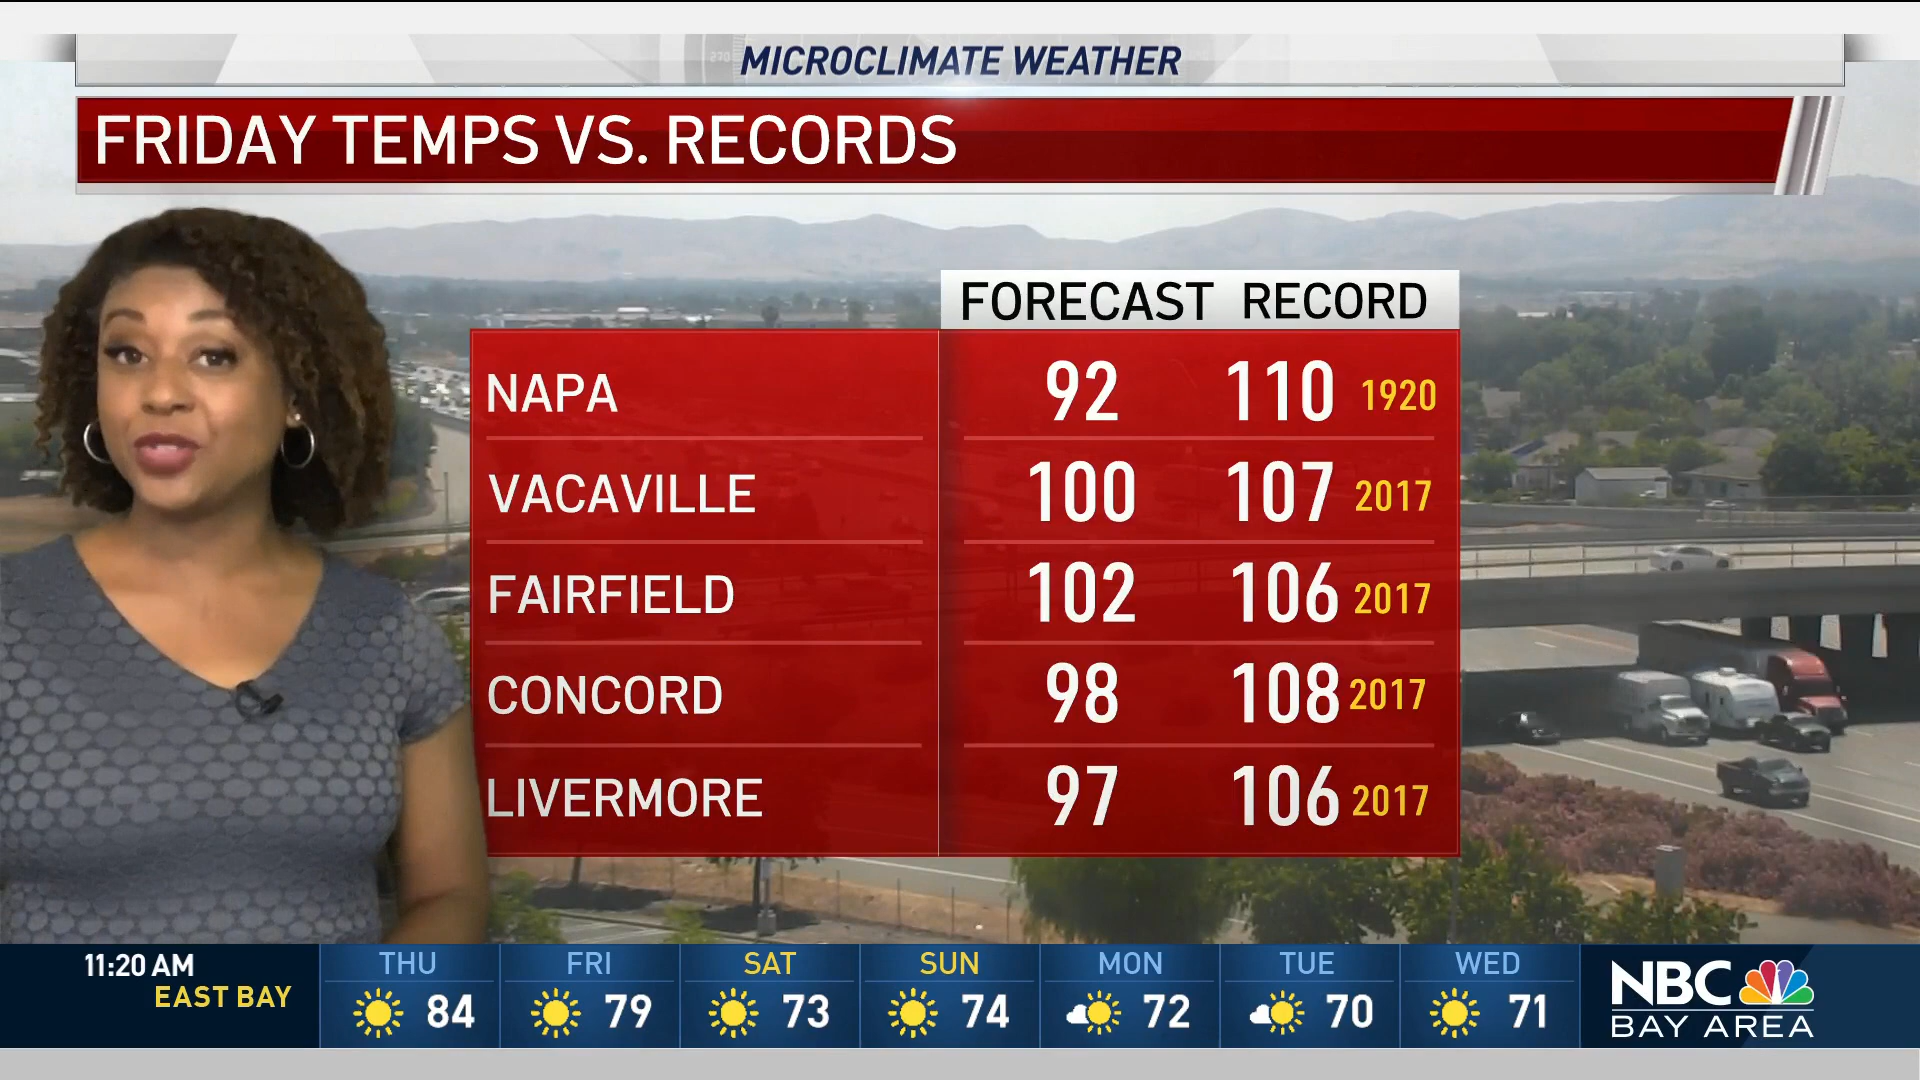 MICROCLIMATE WEATHER
FRIDAY TEMPS VS. RECORDS
FORECAST RECORD
NAPA 92 110 1920
VACAVILLE 100 107 2017
FAIRFIELD 102 106 2017
CONCORD 98 108 2017
LIVERMORE 97 106 2017
11:20 AM
EAST BAY
THU FRI SAT SUN MON TUE WED
84 79 73 74 72 70 71
NBC
BAY AREA